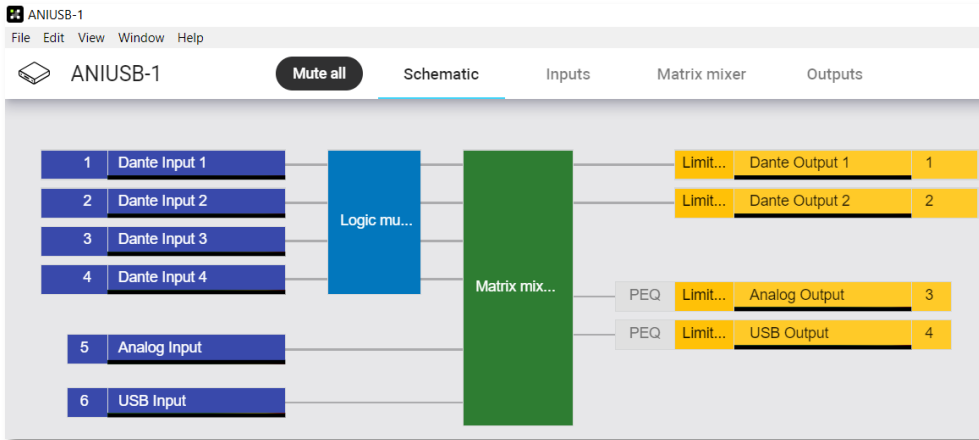 ANIUSB-1
File Edit View Window Help
ANIUSB-1 Mute all Schematic Inputs Matrix mixer Outputs
1 Dante Input 1 Limit... Dante Output 1 1
2 Dante Input 2 Limit... Dante Output 2 2
Logic mu...
3 Dante Input 3
4 Dante Input 4
Matrix mix...
PEQ Limit... Analog Output 3
PEQ Limit... USB Output 4
5 Analog Input
6 USB Input